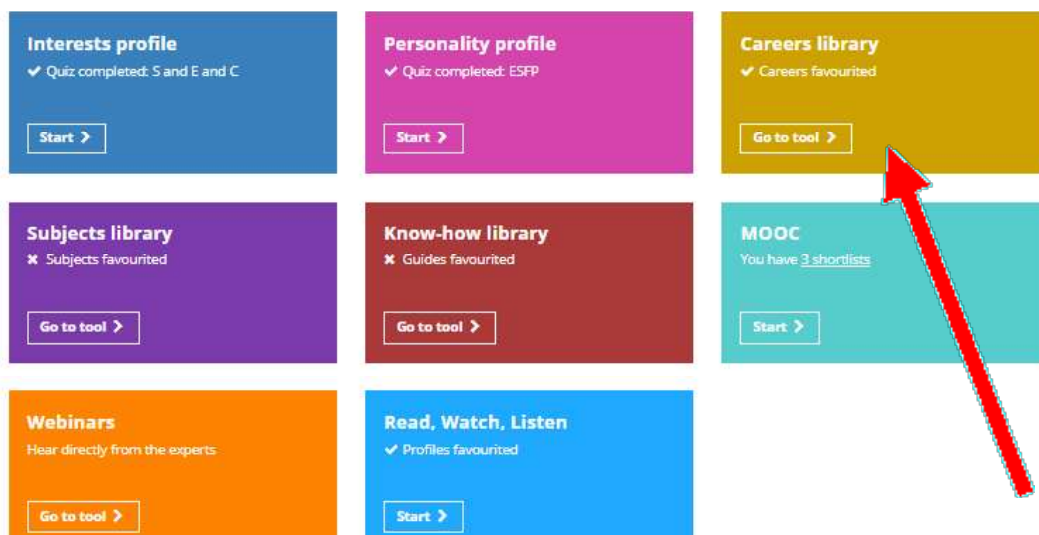 Interests profile
✔ Quiz completed: S and E and C
Start ❯
Personality profile
✔ Quiz completed: ESFP
Start ❯
Careers library
✔ Careers favourited
Go to tool ❯
Subjects library
✖ Subjects favourited
Go to tool ❯
Know-how library
✖ Guides favourited
Go to tool ❯
MOOC
You have 3 shortlists
Start ❯
Webinars
Hear directly from the experts
Go to tool ❯
Read, Watch, Listen
✔ Profiles favourited
Start ❯